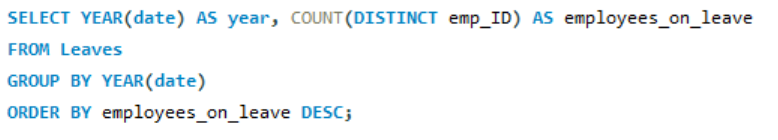 SELECT YEAR(date) AS year, COUNT(DISTINCT emp_ID) AS employees_on_leave
FROM Leaves
GROUP BY YEAR(date)
ORDER BY employees_on_leave DESC;